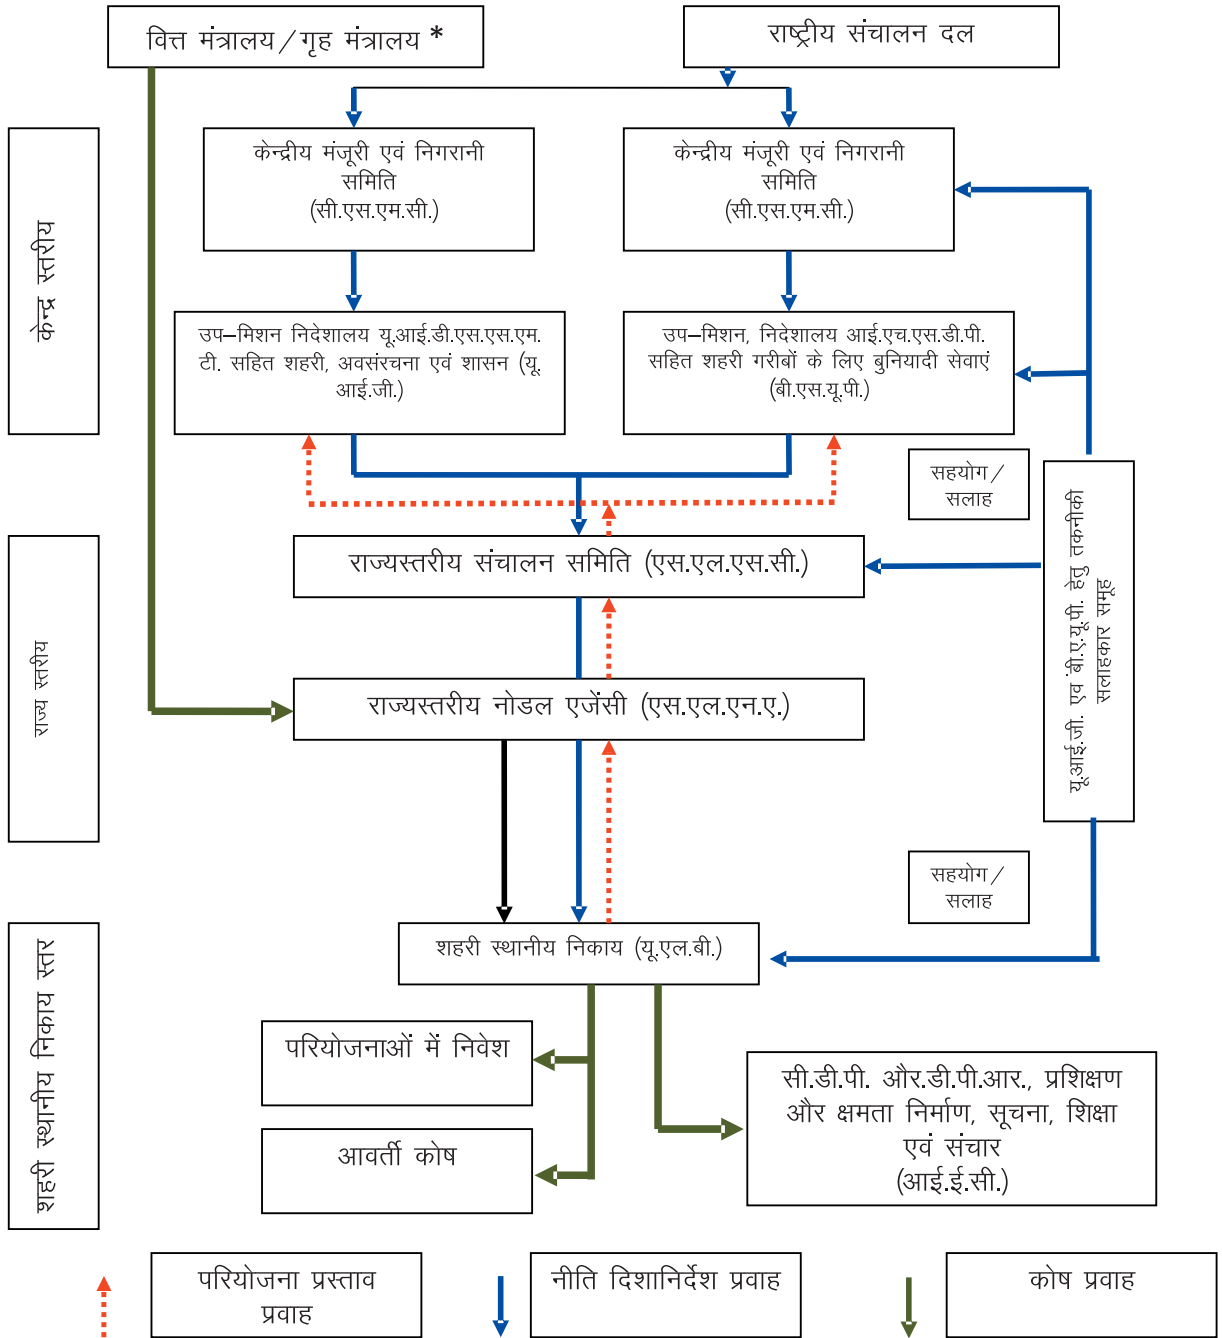 वित्त मंत्रालय/गृह मंत्रालय *
राष्ट्रीय संचालन दल
केन्द्र स्तरीय
केन्द्रीय मंजूरी एवं निगरानी
समिति
(सी.एस.एम.सी.)
केन्द्रीय मंजूरी एवं निगरानी
समिति
(सी.एस.एम.सी.)
उप–मिशन निदेशालय यू.आई.डी.एस.एस.एम.
टी. सहित शहरी, अवसंरचना एवं शासन (यू.
आई.जी.)
उप–मिशन, निदेशालय आई.एच.एस.डी.पी.
सहित शहरी गरीबों के लिए बुनियादी सेवाएं
(बी.एस.यू.पी.)
सहयोग/
सलाह
यू.आई.जी. एवं बी.ए.यू.पी. हेतु तकनीकी
सलाहकार समूह
राज्य स्तरीय
राज्यस्तरीय संचालन समिति (एस.एल.एस.सी.)
राज्यस्तरीय नोडल एजेंसी (एस.एल.एन.ए.)
सहयोग/
सलाह
शहरी स्थानीय निकाय स्तर
शहरी स्थानीय निकाय (यू.एल.बी.)
परियोजनाओं में निवेश
आवर्ती कोष
सी.डी.पी. और.डी.पी.आर., प्रशिक्षण
और क्षमता निर्माण, सूचना, शिक्षा
एवं संचार
(आई.ई.सी.)
परियोजना प्रस्ताव
प्रवाह
नीति दिशानिर्देश प्रवाह
कोष प्रवाह